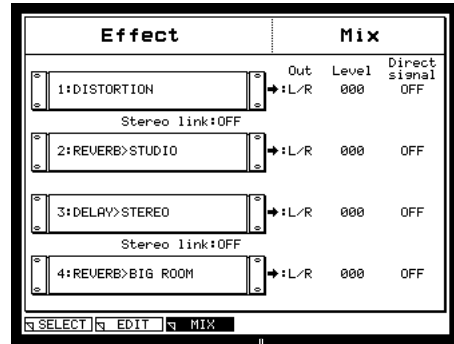 Effect Mix
Out Level Direct signal
1:DISTORTION :L/R 000 OFF
Stereo link:OFF
2:REVERB>STUDIO :L/R 000 OFF
3:DELAY>STEREO :L/R 000 OFF
Stereo link:OFF
4:REVERB>BIG ROOM :L/R 000 OFF
SELECT EDIT MIX